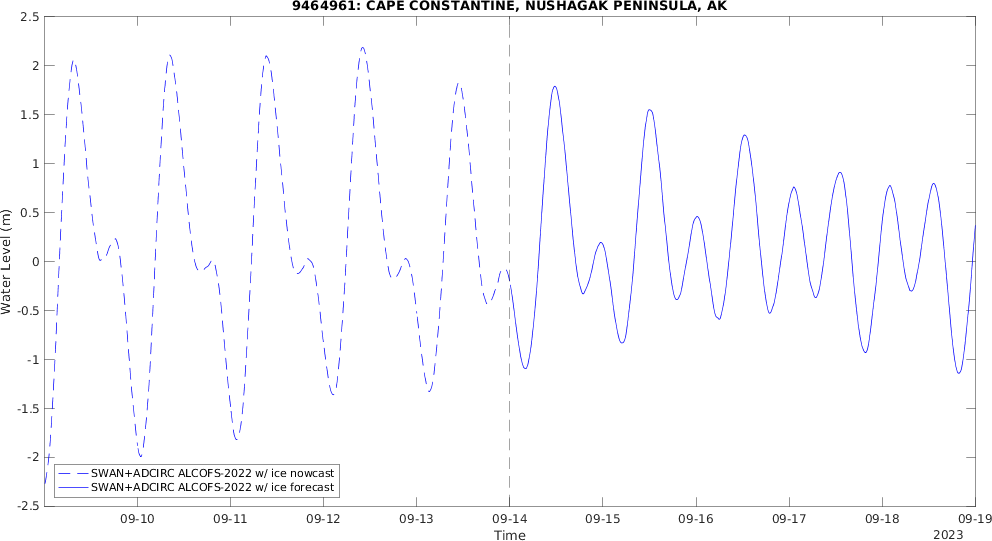 9464961: CAPE CONSTANTINE, NUSHAGAK PENINSULA, AK
2.5
2
1.5
1
0.5
0
-0.5
-1
-1.5
-2
-2.5
Water Level (m)
SWAN+ADCIRC ALCOFS-2022 w/ ice nowcast
SWAN+ADCIRC ALCOFS-2022 w/ ice forecast
09-10 09-11 09-12 09-13 09-14 09-15 09-16 09-17 09-18 09-19
Time
2023